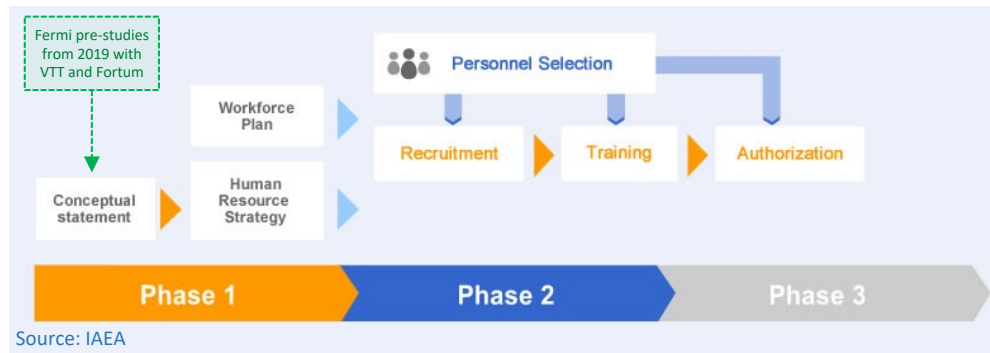 Fermi pre-studies
from 2019 with
VTT and Fortum
Conceptual
statement
Workforce
Plan
Human
Resource
Strategy
Personnel Selection
Recruitment
Training
Authorization
Phase 1
Phase 2
Phase 3
Source: IAEA